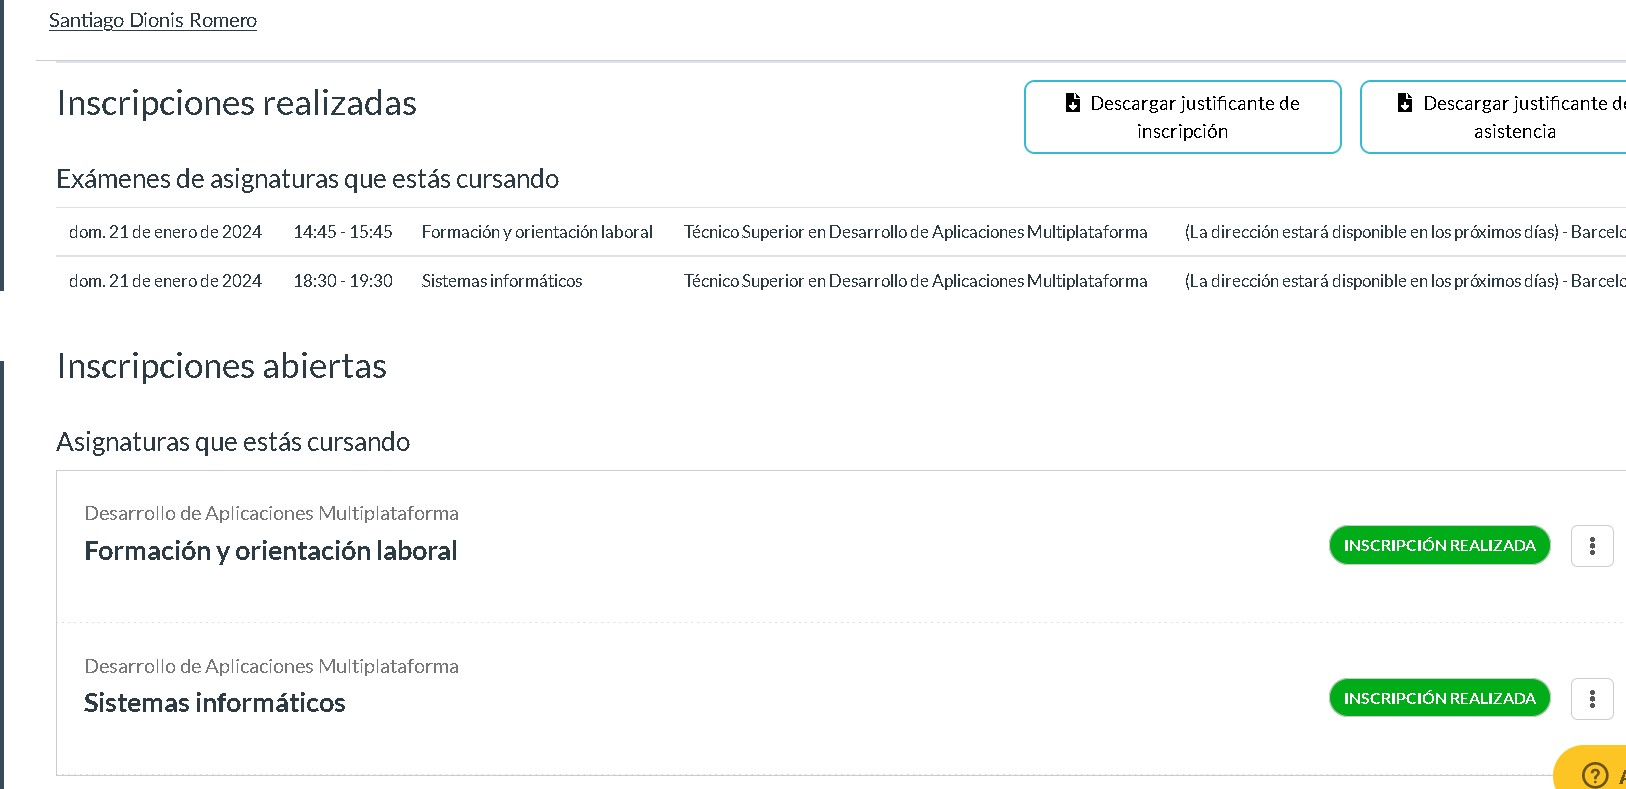 Santiago Dionis Romero
Inscripciones realizadas
Descargar justificante de
inscripción
Descargar justificante
asistencia
Exámenes de asignaturas que estás cursando
dom. 21 de enero de 2024 14:45 - 15:45 Formación y orientación laboral Técnico Superior en Desarrollo de Aplicaciones Multiplataforma (La dirección estará disponible en los próximos días) -
dom. 21 de enero de 2024 18:30 - 19:30 Sistemas informáticos Técnico Superior en Desarrollo de Aplicaciones Multiplataforma (La dirección estará disponible en los próximos días) -
Inscripciones abiertas
Asignaturas que estás cursando
Desarrollo de Aplicaciones Multiplataforma
Formación y orientación laboral
INSCRIPCIÓN REALIZADA
Desarrollo de Aplicaciones Multiplataforma
Sistemas informáticos
INSCRIPCIÓN REALIZADA